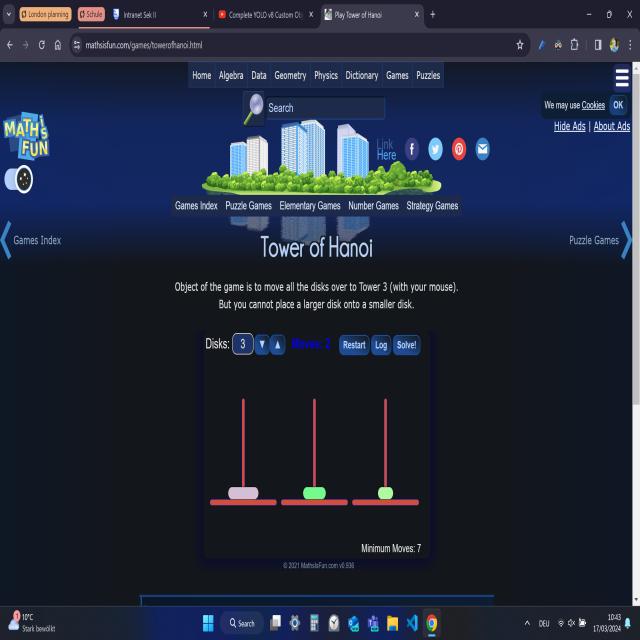 London planning
Schule
Intranet Sek II
Complete YOLO v8 Custom Ob
Play Tower of Hanoi
mathsisfun.com/games/towerofhanoi.html
Home Algebra Data Geometry Physics Dictionary Games Puzzles
Search
We may use Cookies OK
Hide Ads | About Ads
MATH is FUN
Link Here
Games Index Puzzle Games Elementary Games Number Games Strategy Games
Games Index
Puzzle Games
Tower of Hanoi
Object of the game is to move all the disks over to Tower 3 (with your mouse).
But you cannot place a larger disk onto a smaller disk.
Disks: 3 Moves: 2 Restart Log Solve!
Minimum Moves: 7
© 2021 MathsIsFun.com v0.936
1
10°C
Stark bewölkt
Search
DEU
10:43
17/03/2024